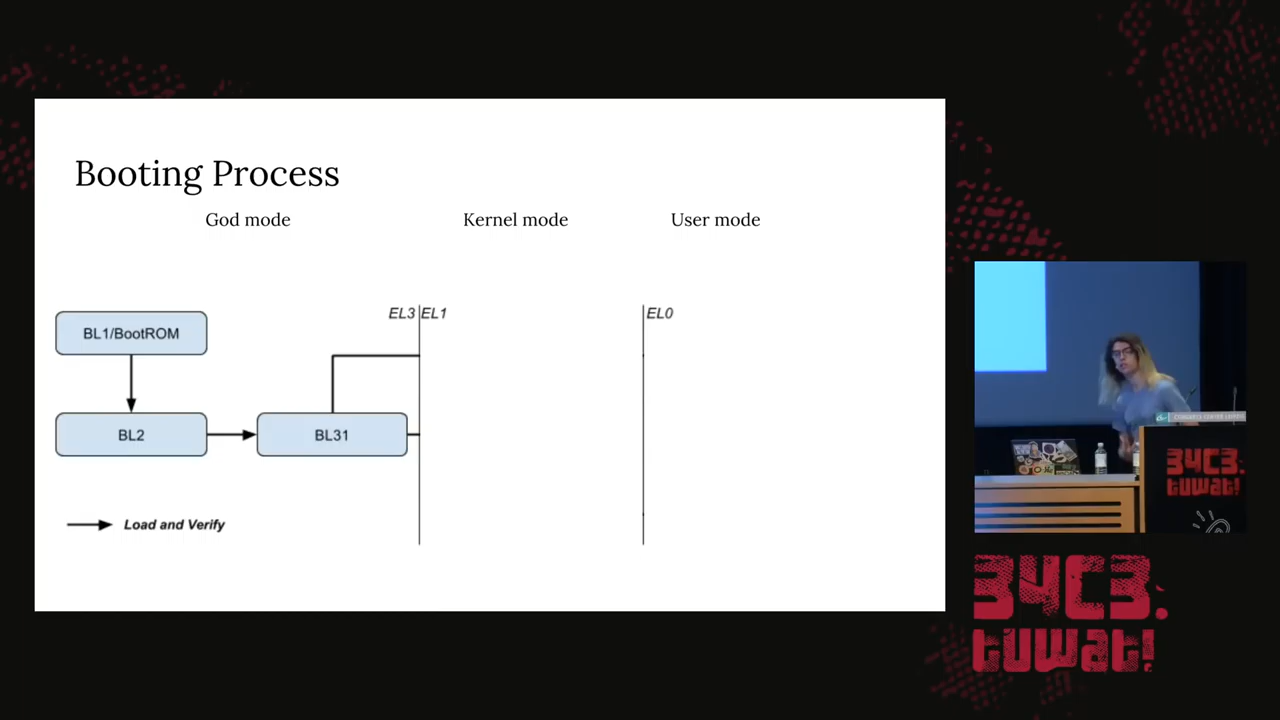 Booting Process
God mode
Kernel mode
User mode
EL3
EL1
EL0
BL1/BootROM
BL2
BL31
Load and Verify
34C3.
tuwat!
34C3.
tuwat!